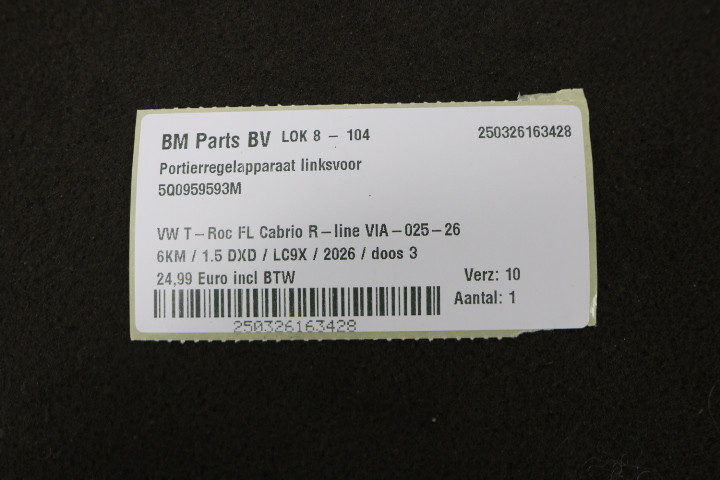 BM Parts BV LOK 8 - 104 250326163428
Portierregelapparaat linksvoor
5Q0959593M
VW T-Roc FL Cabrio R-line VIA-025-26
6KM / 1.5 DXD / LC9X / 2026 / doos 3
24,99 Euro incl BTW Verz: 10
Aantal: 1
250326163428